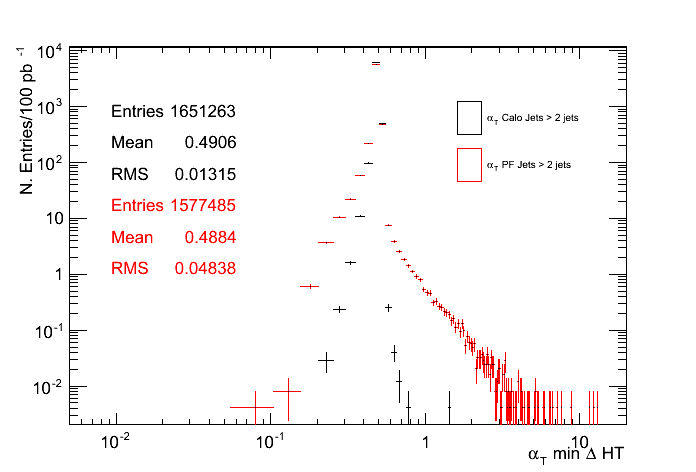 N. Entries/100 pb⁻¹
10⁴
10³
10²
10
1
10⁻¹
10⁻²
Entries 1651263
Mean 0.4906
RMS 0.01315
Entries 1577485
Mean 0.4884
RMS 0.04838
α_T Calo Jets > 2 jets
α_T PF Jets > 2 jets
10⁻² 10⁻¹ 1 10
α_T min Δ HT